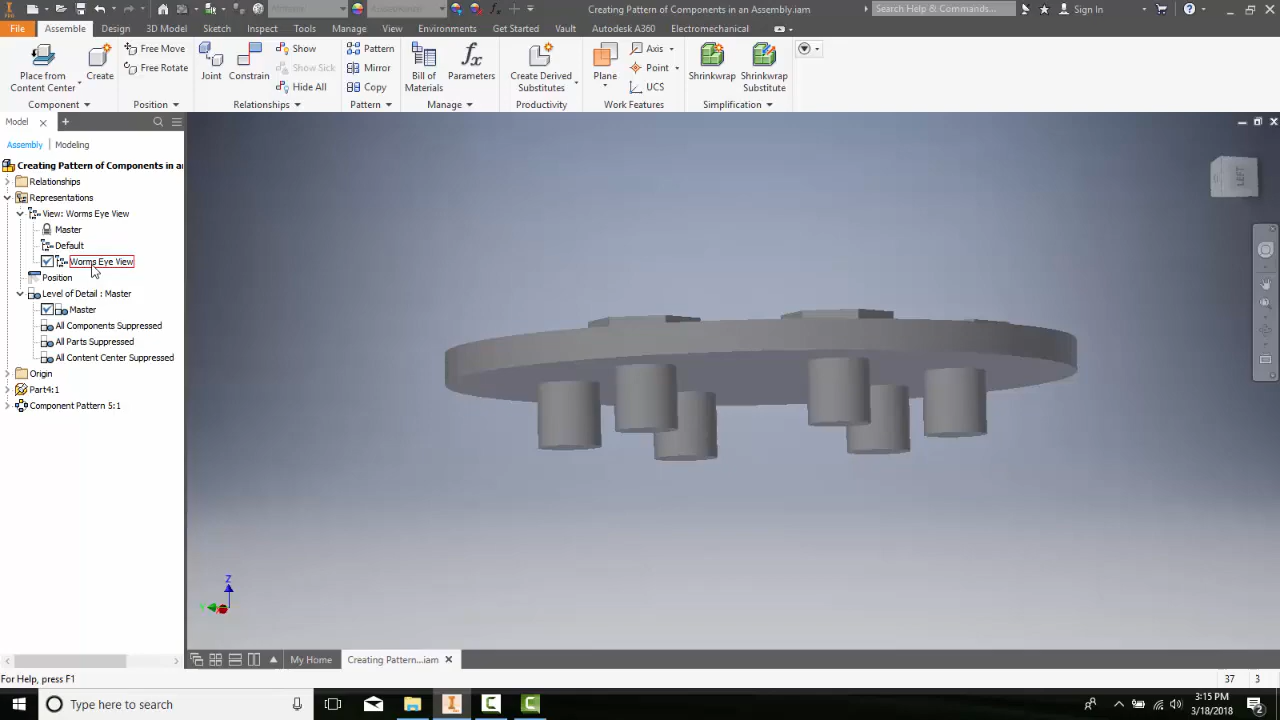 Creating Pattern of Components in an Assembly.iam
Search Help & Commands...
Sign In
File
Assemble
Design
3D Model
Sketch
Inspect
Tools
Manage
View
Environments
Get Started
Vault
Autodesk A360
Electromechanical
Place from
Content Center
Create
Component
Free Move
Free Rotate
Position
Joint
Constrain
Show
Show Sick
Hide All
Relationships
Pattern
Mirror
Copy
Pattern
Bill of
Materials
Parameters
Manage
Create Derived
Substitutes
Productivity
Plane
Axis
Point
UCS
Work Features
Shrinkwrap
Shrinkwrap
Substitute
Simplification
Model
Assembly
Modeling
Creating Pattern of Components in ar
Relationships
Representations
View: Worms Eye View
Master
Default
Worms Eye View
Position
Level of Detail : Master
Master
All Components Suppressed
All Parts Suppressed
All Content Center Suppressed
Origin
Part4:1
Component Pattern 5:1
LEFT
Z
My Home
Creating Pattern...iam
For Help, press F1
37
3
Type here to search
3:15 PM
3/18/2018
2